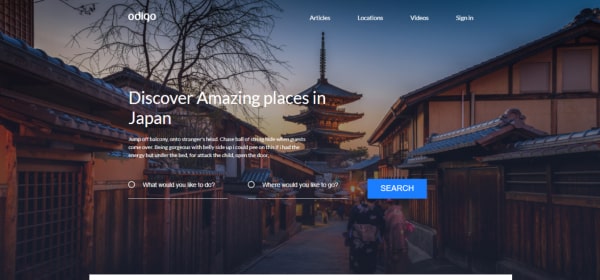 odiqo
Articles
Locations
Videos
Sign in
Discover Amazing places in
Japan
Jump off balcony, onto stranger's head. Chase ball of string hide when guests
come over. Being gorgeous with belly side up i could pee on this if i had the
energy but under the bed, for attack the child, open the door,
What would you like to do?
Where would you like to go?
SEARCH